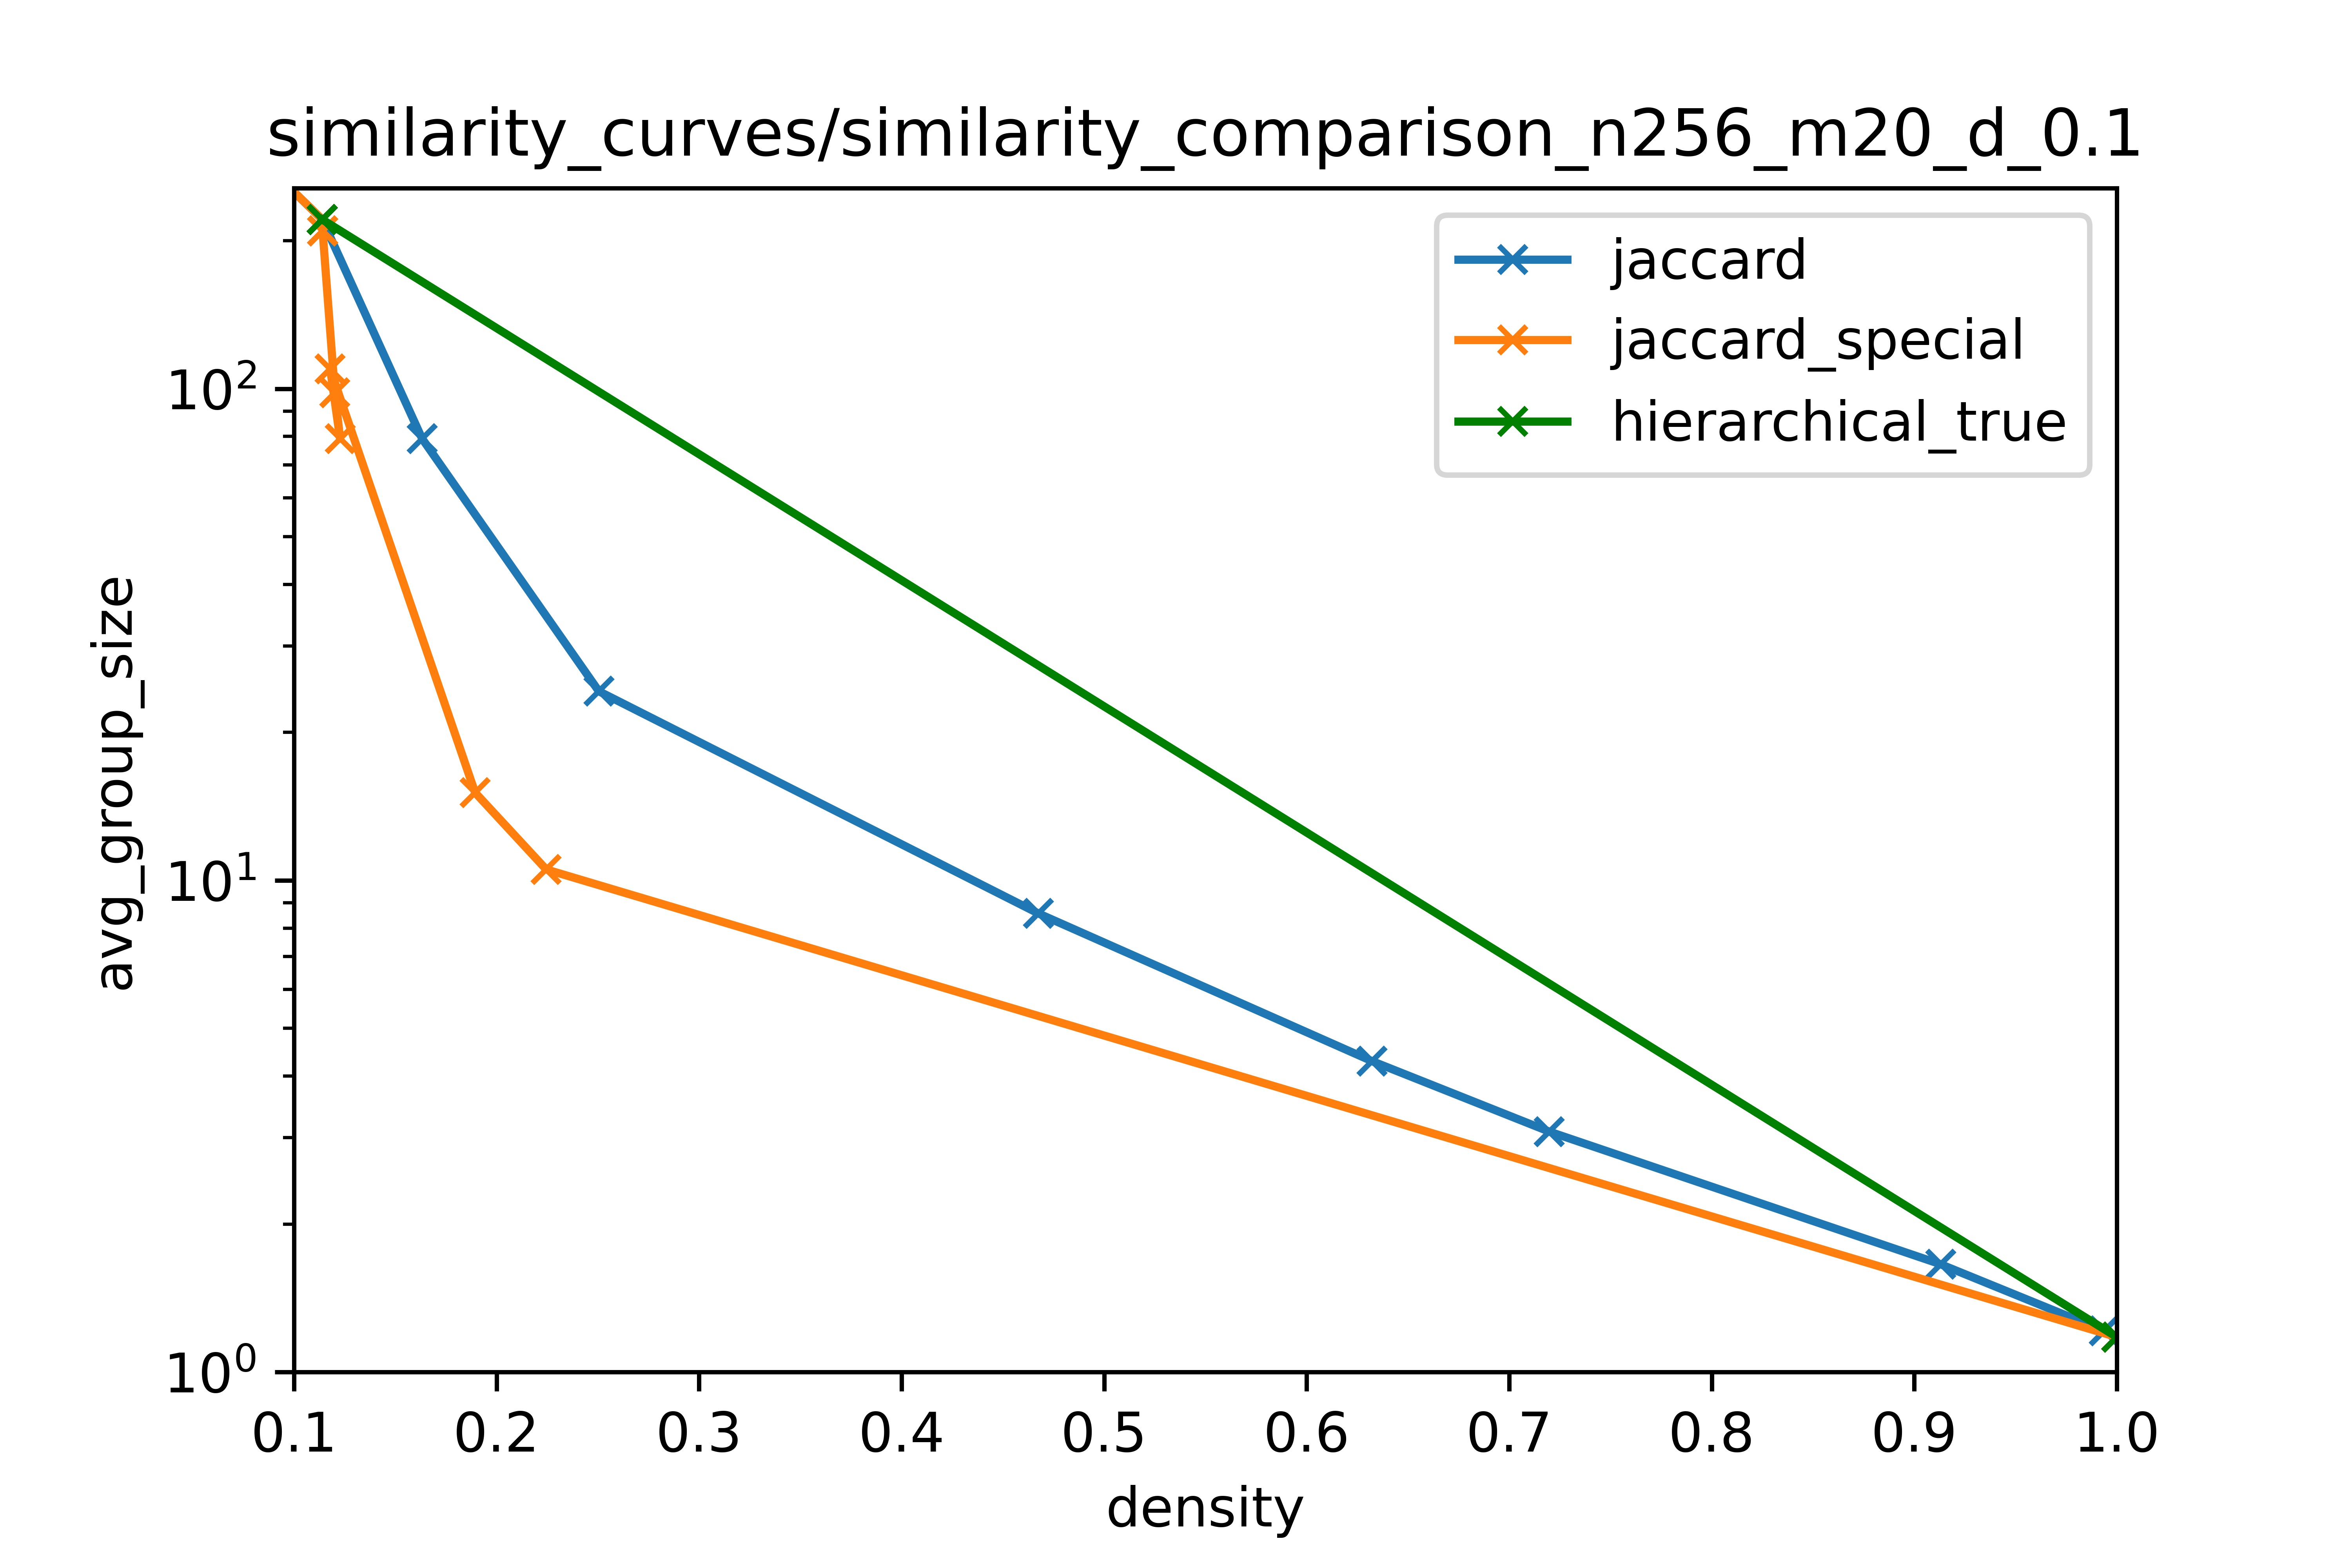 similarity_curves/similarity_comparison_n256_m20_d_0.1
jaccard
jaccard_special
hierarchical_true
avg_group_size
10²
10¹
10⁰
0.1 0.2 0.3 0.4 0.5 0.6 0.7 0.8 0.9 1.0
density